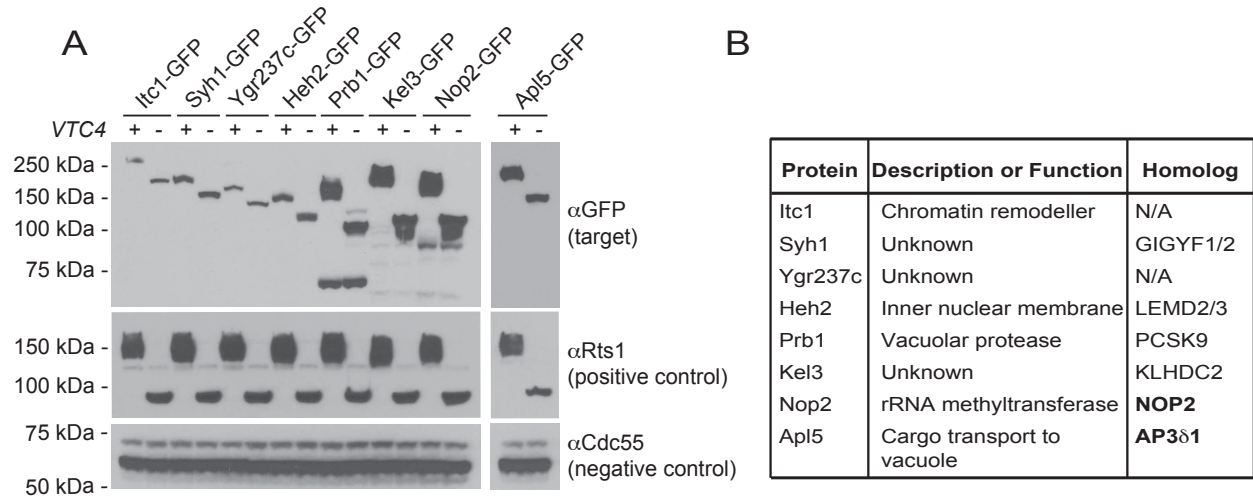 A
Itc1-GFP
Syh1-GFP
Ygr237c-GFP
Heh2-GFP
Prb1-GFP
Kel3-GFP
Nop2-GFP
Apl5-GFP
VTC4 + - + - + - + - + - + - + - + -
250 kDa -
150 kDa -
100 kDa -
75 kDa -
αGFP
(target)
150 kDa -
100 kDa -
αRts1
(positive control)
75 kDa -
50 kDa -
αCdc55
(negative control)
B
Protein Description or Function Homolog
Itc1 Chromatin remodeller N/A
Syh1 Unknown GIGYF1/2
Ygr237c Unknown N/A
Heh2 Inner nuclear membrane LEMD2/3
Prb1 Vacuolar protease PCSK9
Kel3 Unknown KLHDC2
Nop2 rRNA methyltransferase NOP2
Apl5 Cargo transport to AP3δ1
vacuole